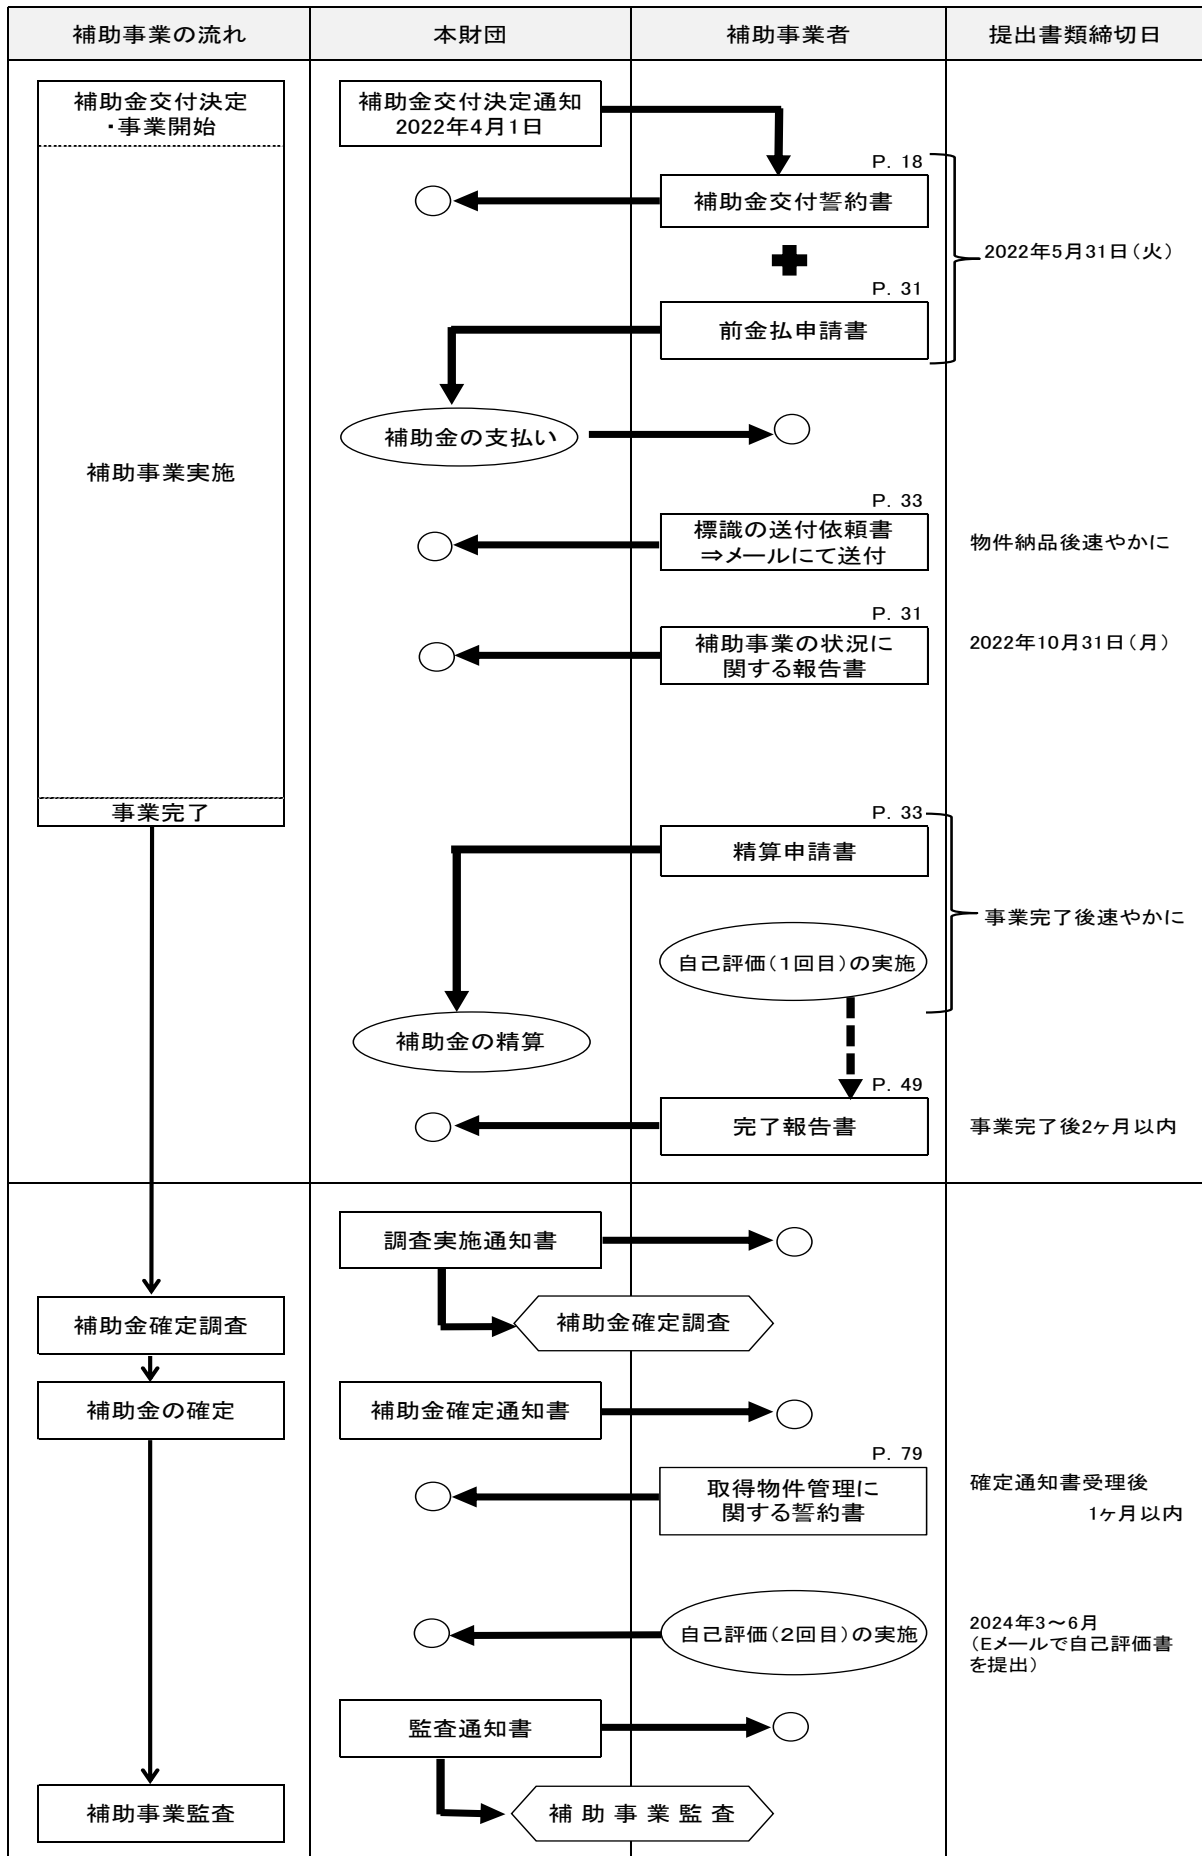 補助事業の流れ
本財団
補助事業者
提出書類締切日
補助金交付決定
・事業開始
補助金交付決定通知
2022年4月1日
P. 18
補助金交付誓約書
2022年5月31日（火）
P. 31
前金払申請書
補助金の支払い
補助事業実施
P. 33
標識の送付依頼書
⇒メールにて送付
物件納品後速やかに
P. 31
補助事業の状況に
関する報告書
2022年10月31日（月）
事業完了
P. 33
精算申請書
事業完了後速やかに
自己評価（１回目）の実施
補助金の精算
P. 49
完了報告書
事業完了後2ヶ月以内
調査実施通知書
補助金確定調査
補助金確定調査
補助金の確定
補助金確定通知書
P. 79
取得物件管理に
関する誓約書
確定通知書受理後
1ヶ月以内
自己評価（２回目）の実施
2024年3～6月
（Eメールで自己評価書
を提出）
監査通知書
補助事業監査
補 助 事 業 監 査